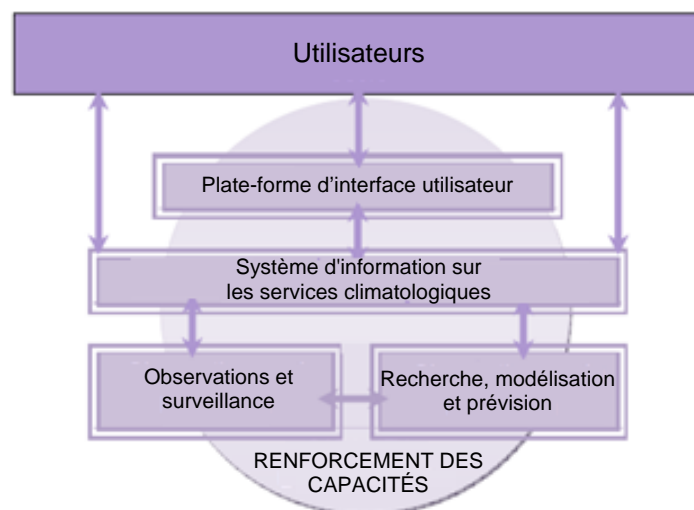 Utilisateurs
Plate-forme d’interface utilisateur
Système d'information sur
les services climatologiques
Observations et
surveillance
Recherche, modélisation
et prévision
RENFORCEMENT DES
CAPACITÉS